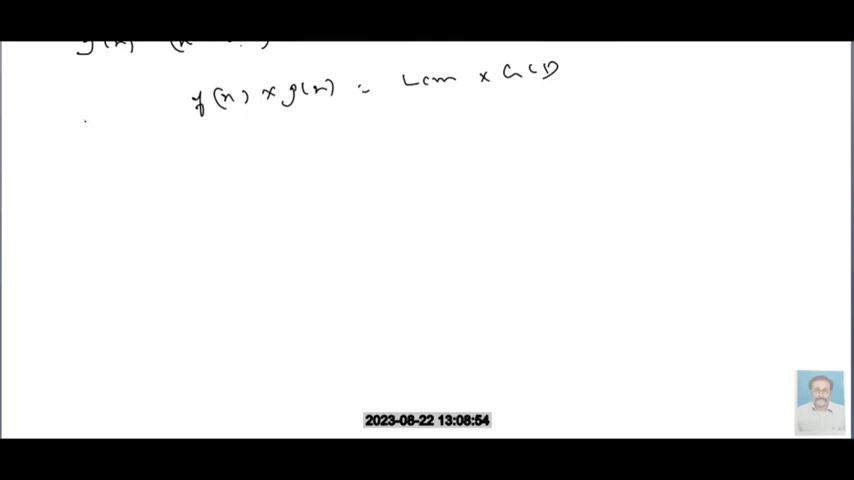 f(x) × g(x) = Lcm × GCD
2023-08-22 13:08:54